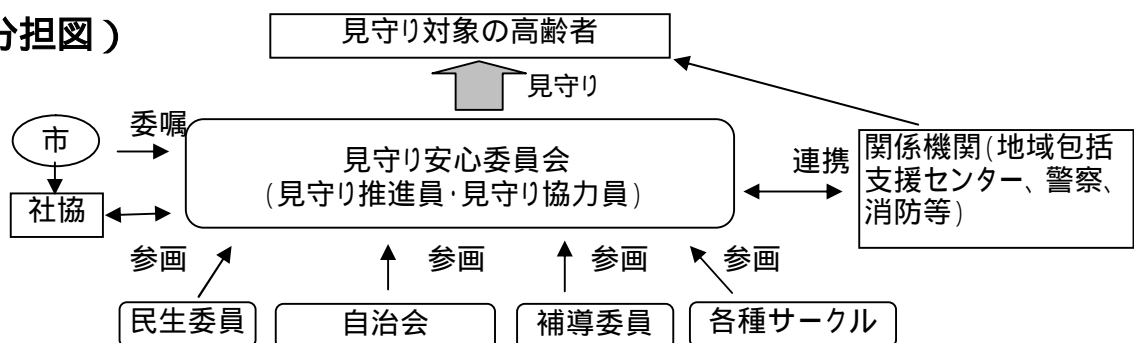 分担図)
見守り対象の高齢者
見守り
市
委嘱
見守り安心委員会
(見守り推進員・見守り協力員)
連携
関係機関(地域包括
支援センター、警察、
消防等)
社協
参画
参画
参画
参画
民生委員
自治会
補導委員
各種サークル